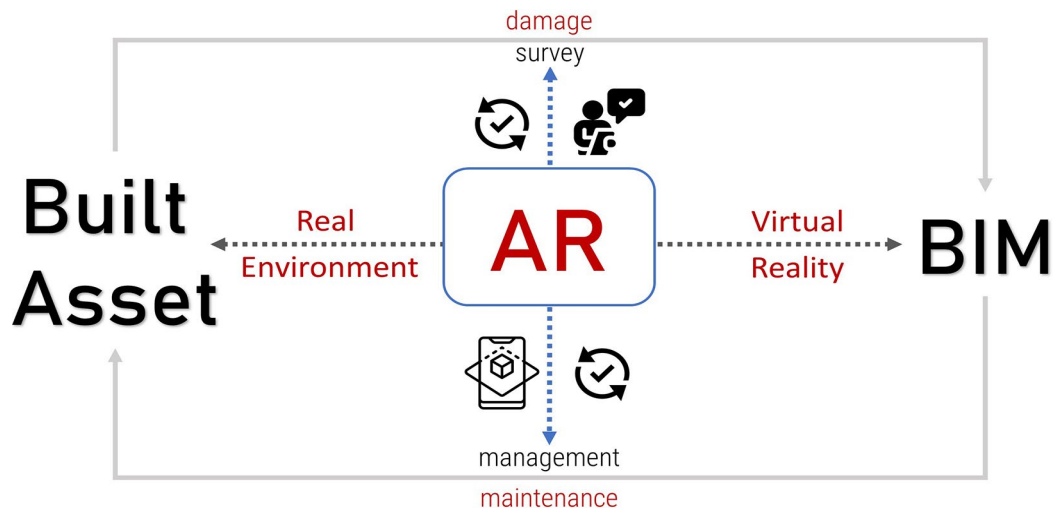 damage
survey
Built
Asset
Real
Environment
AR
Virtual
Reality
BIM
management
maintenance